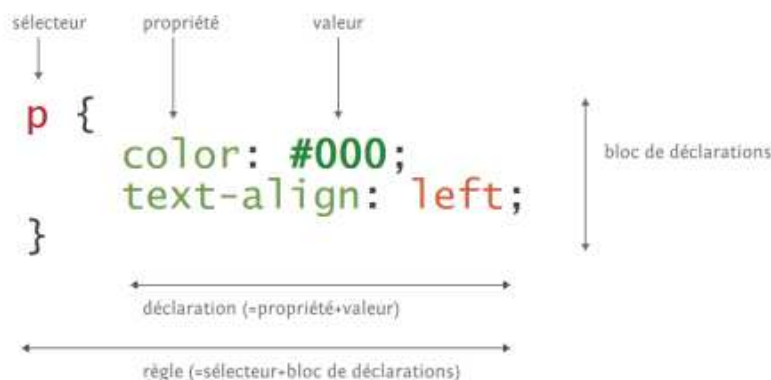 sélecteur propriété valeur
p {
color: #000;
bloc de déclarations
text-align: left;
}
déclaration (=propriété+valeur)
règle (=sélecteur+bloc de déclarations)